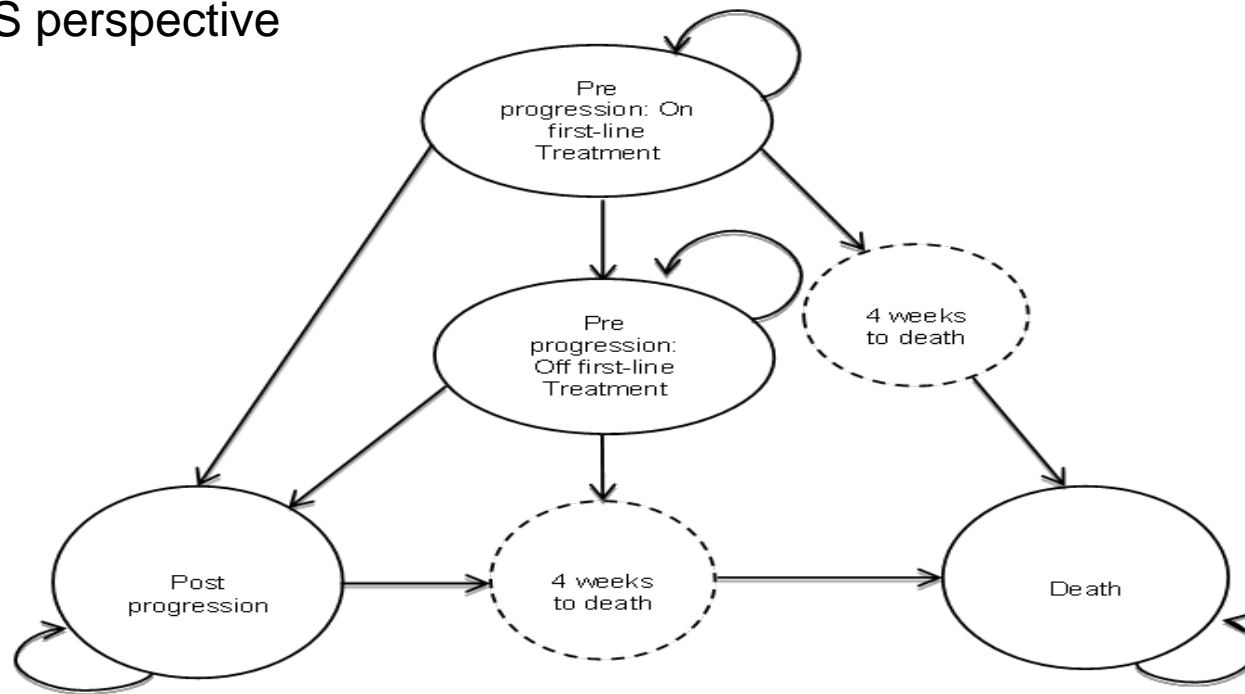 S perspective
Pre
progression: On
first-line
Treatment
Pre
progression:
Off first-line
Treatment
4 weeks
to death
Post
progression
4 weeks
to death
Death